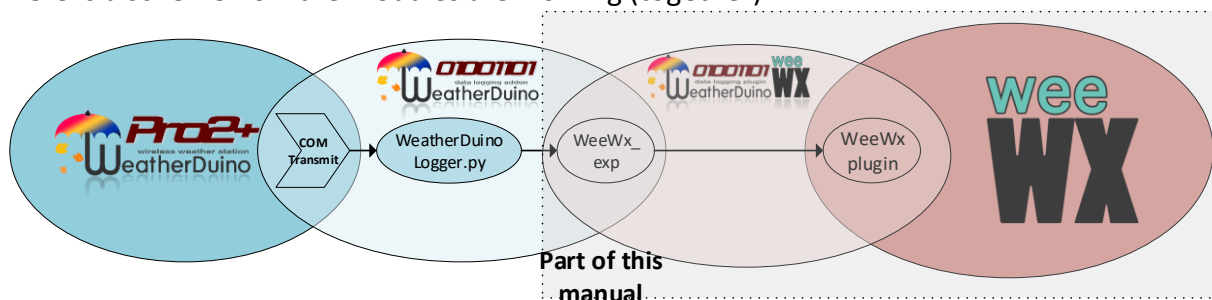 Pro2+
wireless weather station
WeatherDuino
COM
Transmit
01001101
data logging addon
WeatherDuino
WeatherDuino
Logger.py
WeeWx_
exp
01001101
data logging plugin
WeatherDuino
wee
WX
WeeWx
plugin
wee
WX
Part of this
manual